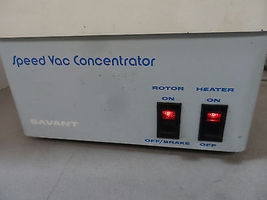 Speed Vac Concentrator
ROTOR HEATER
ON ON
SAVANT
OFF/BRAKE OFF